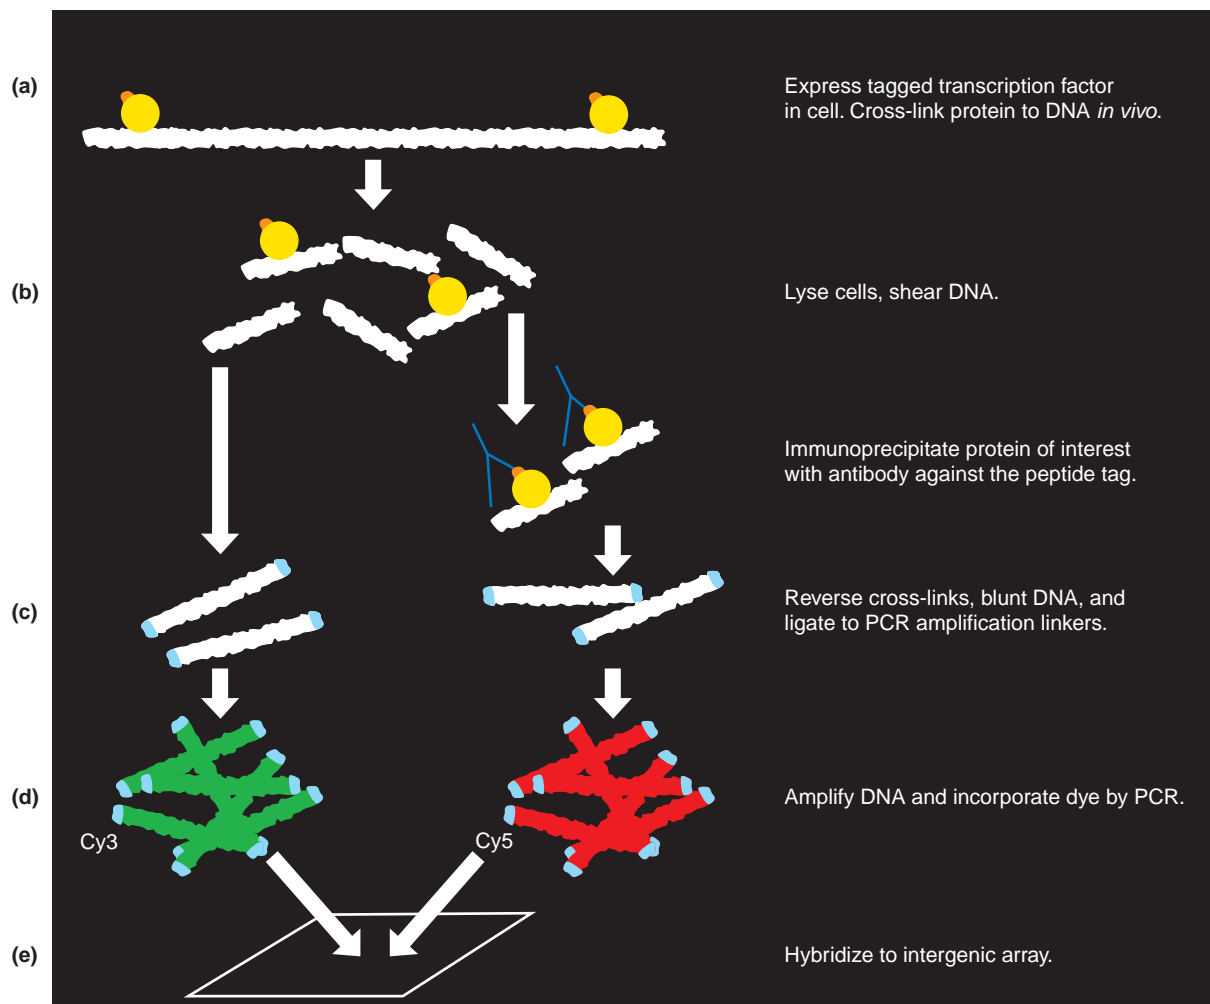 (a)
Express tagged transcription factor
in cell. Cross-link protein to DNA in vivo.
(b)
Lyse cells, shear DNA.
Immunoprecipitate protein of interest
with antibody against the peptide tag.
(c)
Reverse cross-links, blunt DNA, and
ligate to PCR amplification linkers.
(d)
Amplify DNA and incorporate dye by PCR.
Cy3
Cy5
(e)
Hybridize to intergenic array.